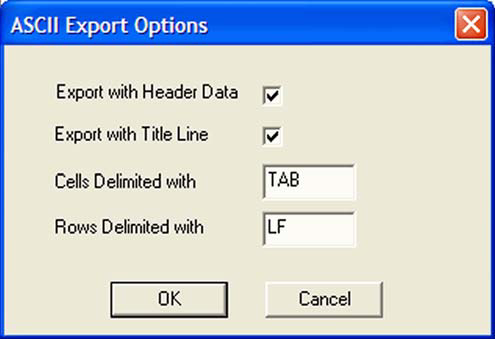 ASCII Export Options
Export with Header Data
Export with Title Line
Cells Delimited with TAB
Rows Delimited with LF
OK Cancel